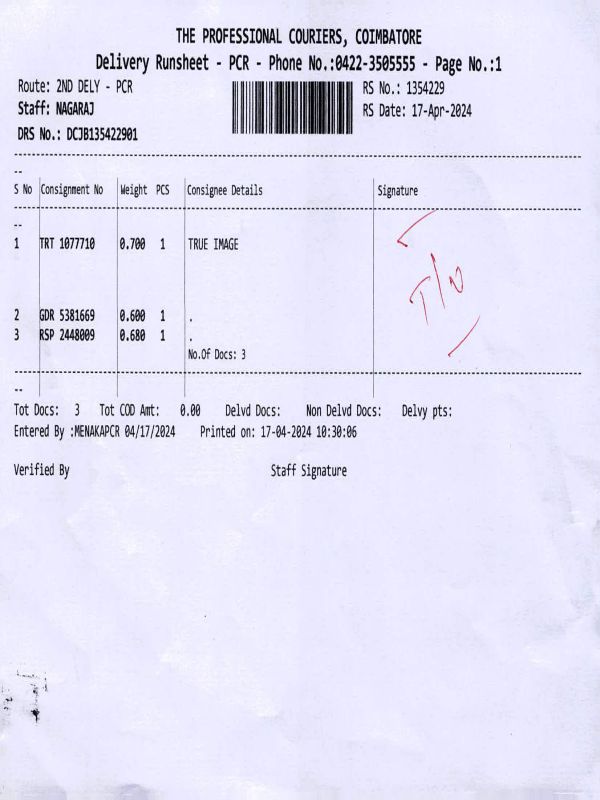 THE PROFESSIONAL COURIERS, COIMBATORE
Delivery Runsheet - PCR - Phone No.:0422-3505555 - Page No.:1
Route: 2ND DELY - PCR RS No.: 1354229
Staff: NAGARAJ RS Date: 17-Apr-2024
DRS No.: DCJB135422901
--
S No Consignment No Weight PCS Consignee Details Signature
--
1 TRT 1077710 0.700 1 TRUE IMAGE
T/N
2 GDR 5381669 0.600 1 .
3 RSP 2448009 0.680 1 .
No.Of Docs: 3
--
Tot Docs: 3 Tot COD Amt: 0.00 Delvd Docs: Non Delvd Docs: Delvy pts:
Entered By :MENAKAPCR 04/17/2024 Printed on: 17-04-2024 10:30:06
Verified By Staff Signature